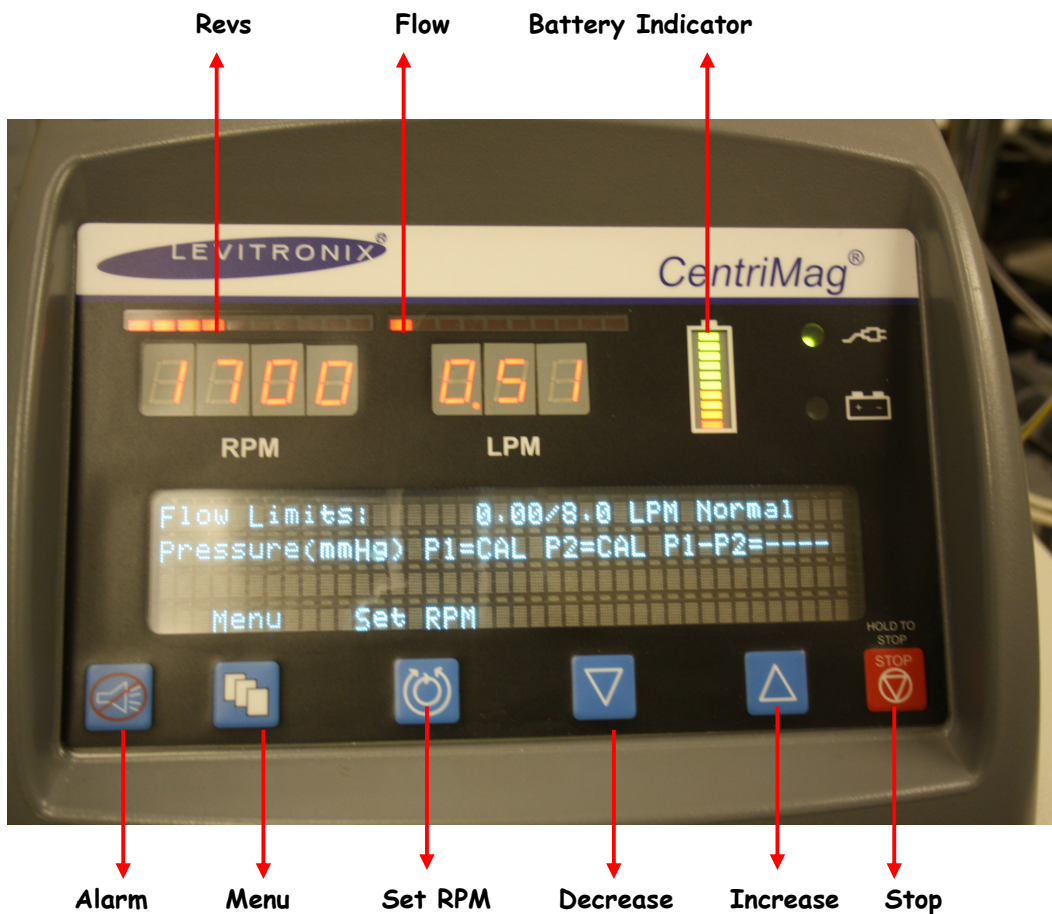 Revs Flow Battery Indicator
LEVITRONIX®
CentriMag®
1700 0.51
RPM LPM
+ -
Flow Limits: 0.00/8.0 LPM Normal
Pressure(mmHg) P1=CAL P2=CAL P1-P2=----
Menu Set RPM
HOLD TO
STOP
STOP
Alarm Menu Set RPM Decrease Increase Stop